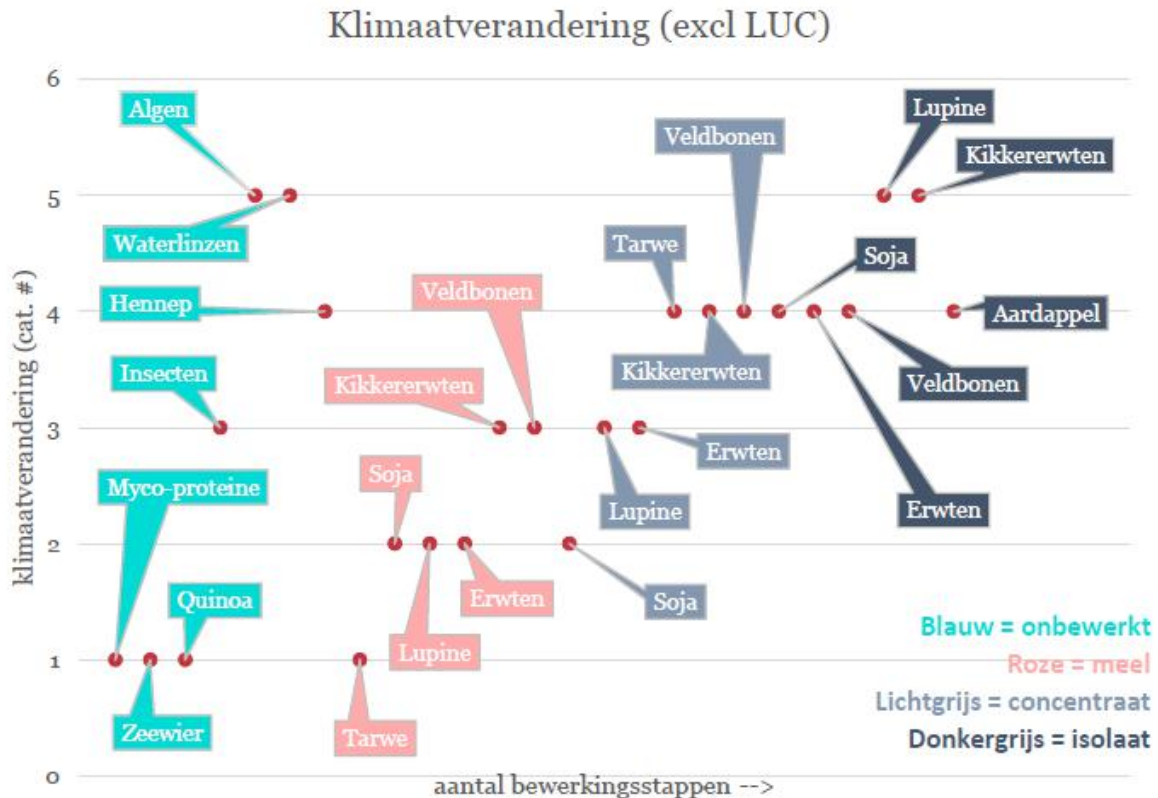 Klimaatverandering (excl LUC)
klimaatverandering (cat. #)
6
5
4
3
2
1
0
Algen
Waterlinzen
Hennep
Insecten
Myco-proteine
Quinoa
Zeewier
Veldbonen
Kikkererwten
Soja
Erwten
Lupine
Tarwe
Veldbonen
Tarwe
Kikkererwten
Erwten
Lupine
Soja
Lupine
Kikkererwten
Soja
Aardappel
Veldbonen
Erwten
Blauw = onbewerkt
Roze = meel
Lichtgrijs = concentraat
Donkergrijs = isolaat
aantal bewerkingsstappen -->